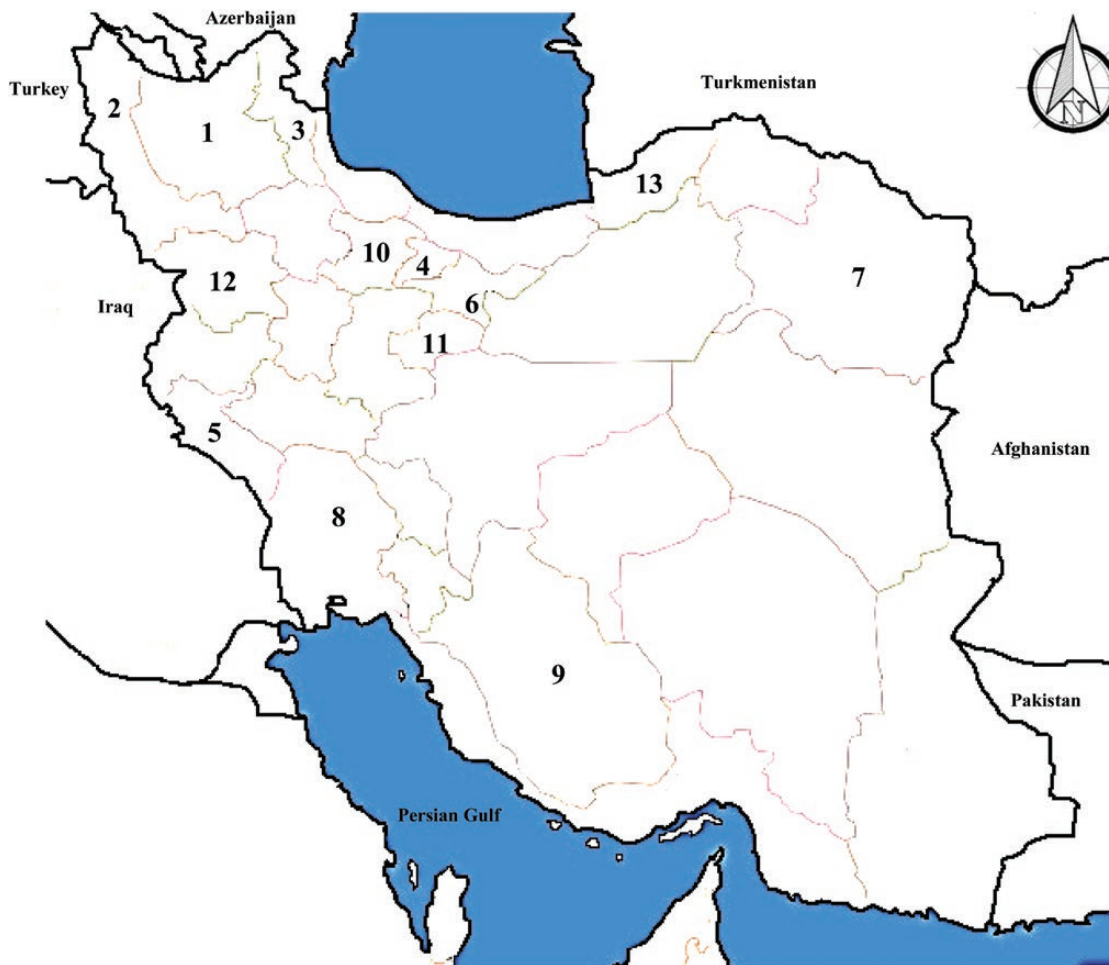 Azerbaijan
Turkey
Turkmenistan
2
N
1
3
13
10
4
7
12
6
Iraq
11
5
Afghanistan
8
9
Pakistan
Persian Gulf